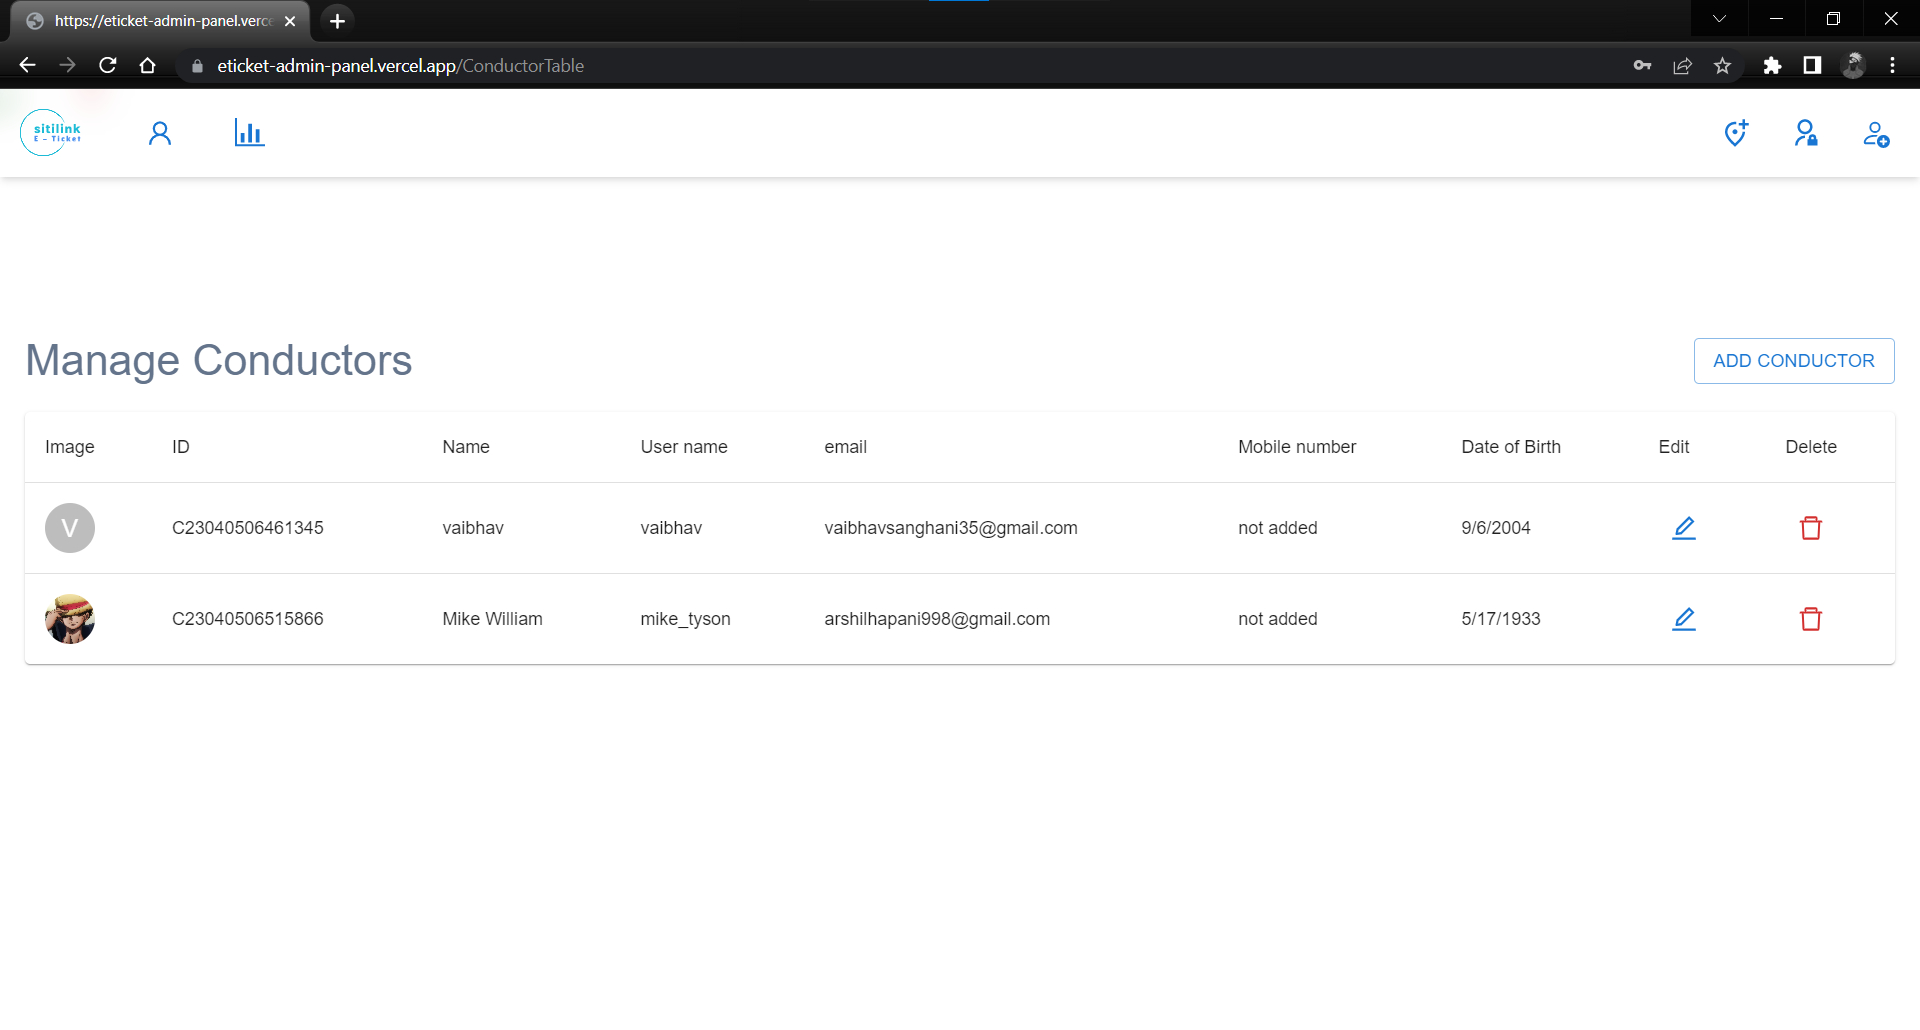 https://eticket-admin-panel.verce
eticket-admin-panel.vercel.app/ConductorTable
sitilink
E - Ticket
Manage Conductors
ADD CONDUCTOR
Image ID Name User name email Mobile number Date of Birth Edit Delete
V C23040506461345 vaibhav vaibhav vaibhavsanghani35@gmail.com not added 9/6/2004
C23040506515866 Mike William mike_tyson arshilhapani998@gmail.com not added 5/17/1933